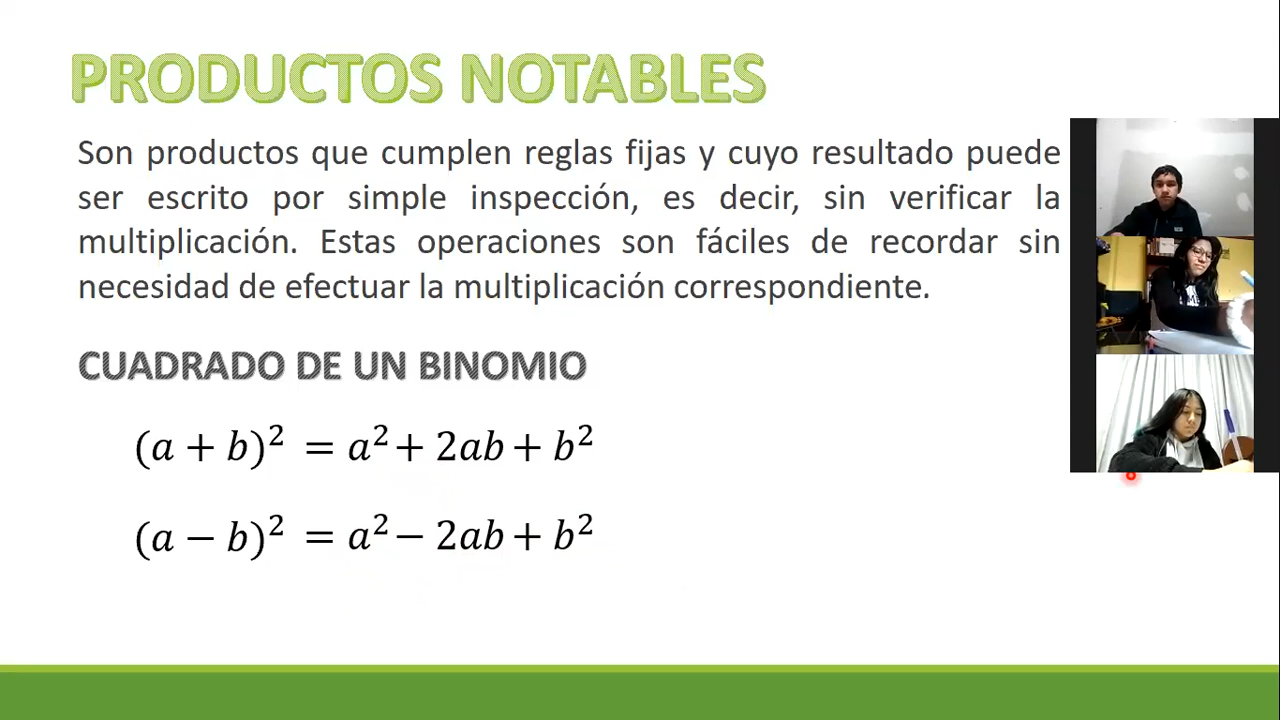 PRODUCTOS NOTABLES
Son productos que cumplen reglas fijas y cuyo resultado puede
ser escrito por simple inspección, es decir, sin verificar la
multiplicación. Estas operaciones son fáciles de recordar sin
necesidad de efectuar la multiplicación correspondiente.
CUADRADO DE UN BINOMIO
(a + b)² = a² + 2ab + b²
(a − b)² = a² − 2ab + b²